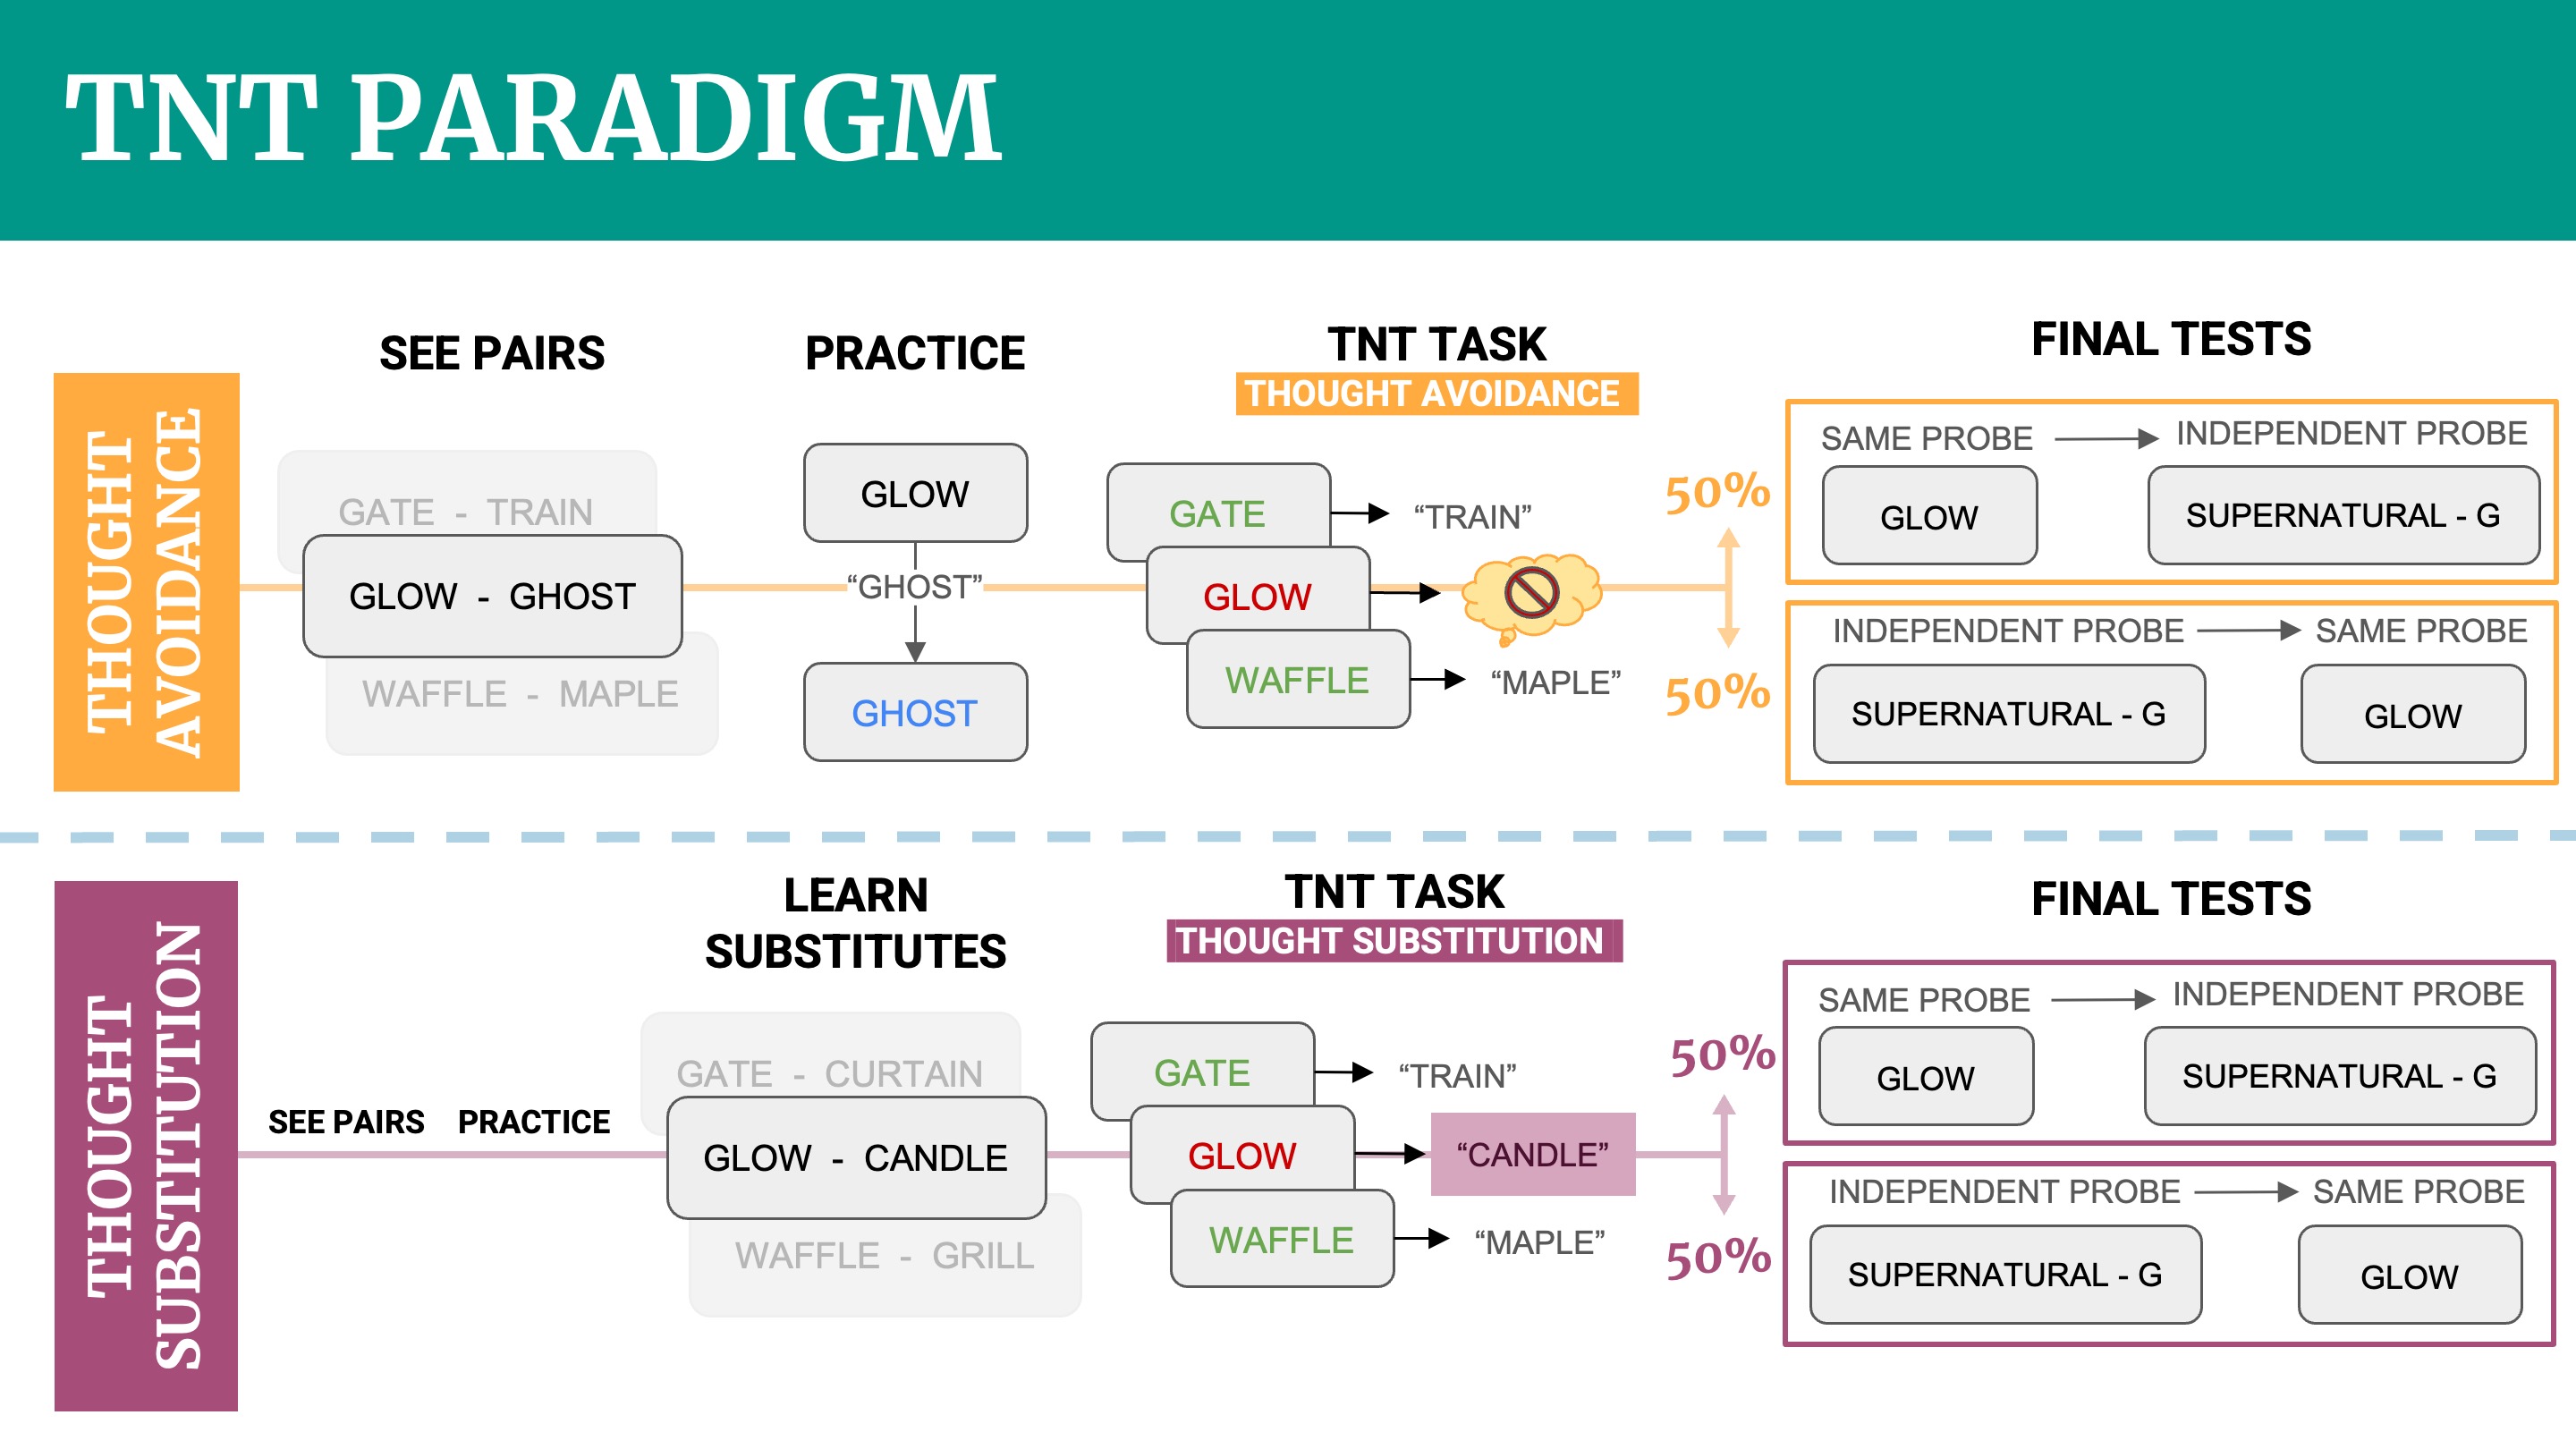 TNT PARADIGM
THOUGHT
AVOIDANCE
SEE PAIRS
GATE - TRAIN
GLOW - GHOST
WAFFLE - MAPLE
PRACTICE
GLOW
“GHOST”
GHOST
TNT TASK
THOUGHT AVOIDANCE
GATE
“TRAIN”
GLOW
WAFFLE
“MAPLE”
50%
50%
FINAL TESTS
SAME PROBE
INDEPENDENT PROBE
GLOW
SUPERNATURAL - G
INDEPENDENT PROBE
SAME PROBE
SUPERNATURAL - G
GLOW
THOUGHT
SUBSTITUTION
SEE PAIRS
PRACTICE
LEARN
SUBSTITUTES
GATE - CURTAIN
GLOW - CANDLE
WAFFLE - GRILL
TNT TASK
THOUGHT SUBSTITUTION
GATE
“TRAIN”
GLOW
“CANDLE”
WAFFLE
“MAPLE”
50%
50%
FINAL TESTS
SAME PROBE
INDEPENDENT PROBE
GLOW
SUPERNATURAL - G
INDEPENDENT PROBE
SAME PROBE
SUPERNATURAL - G
GLOW